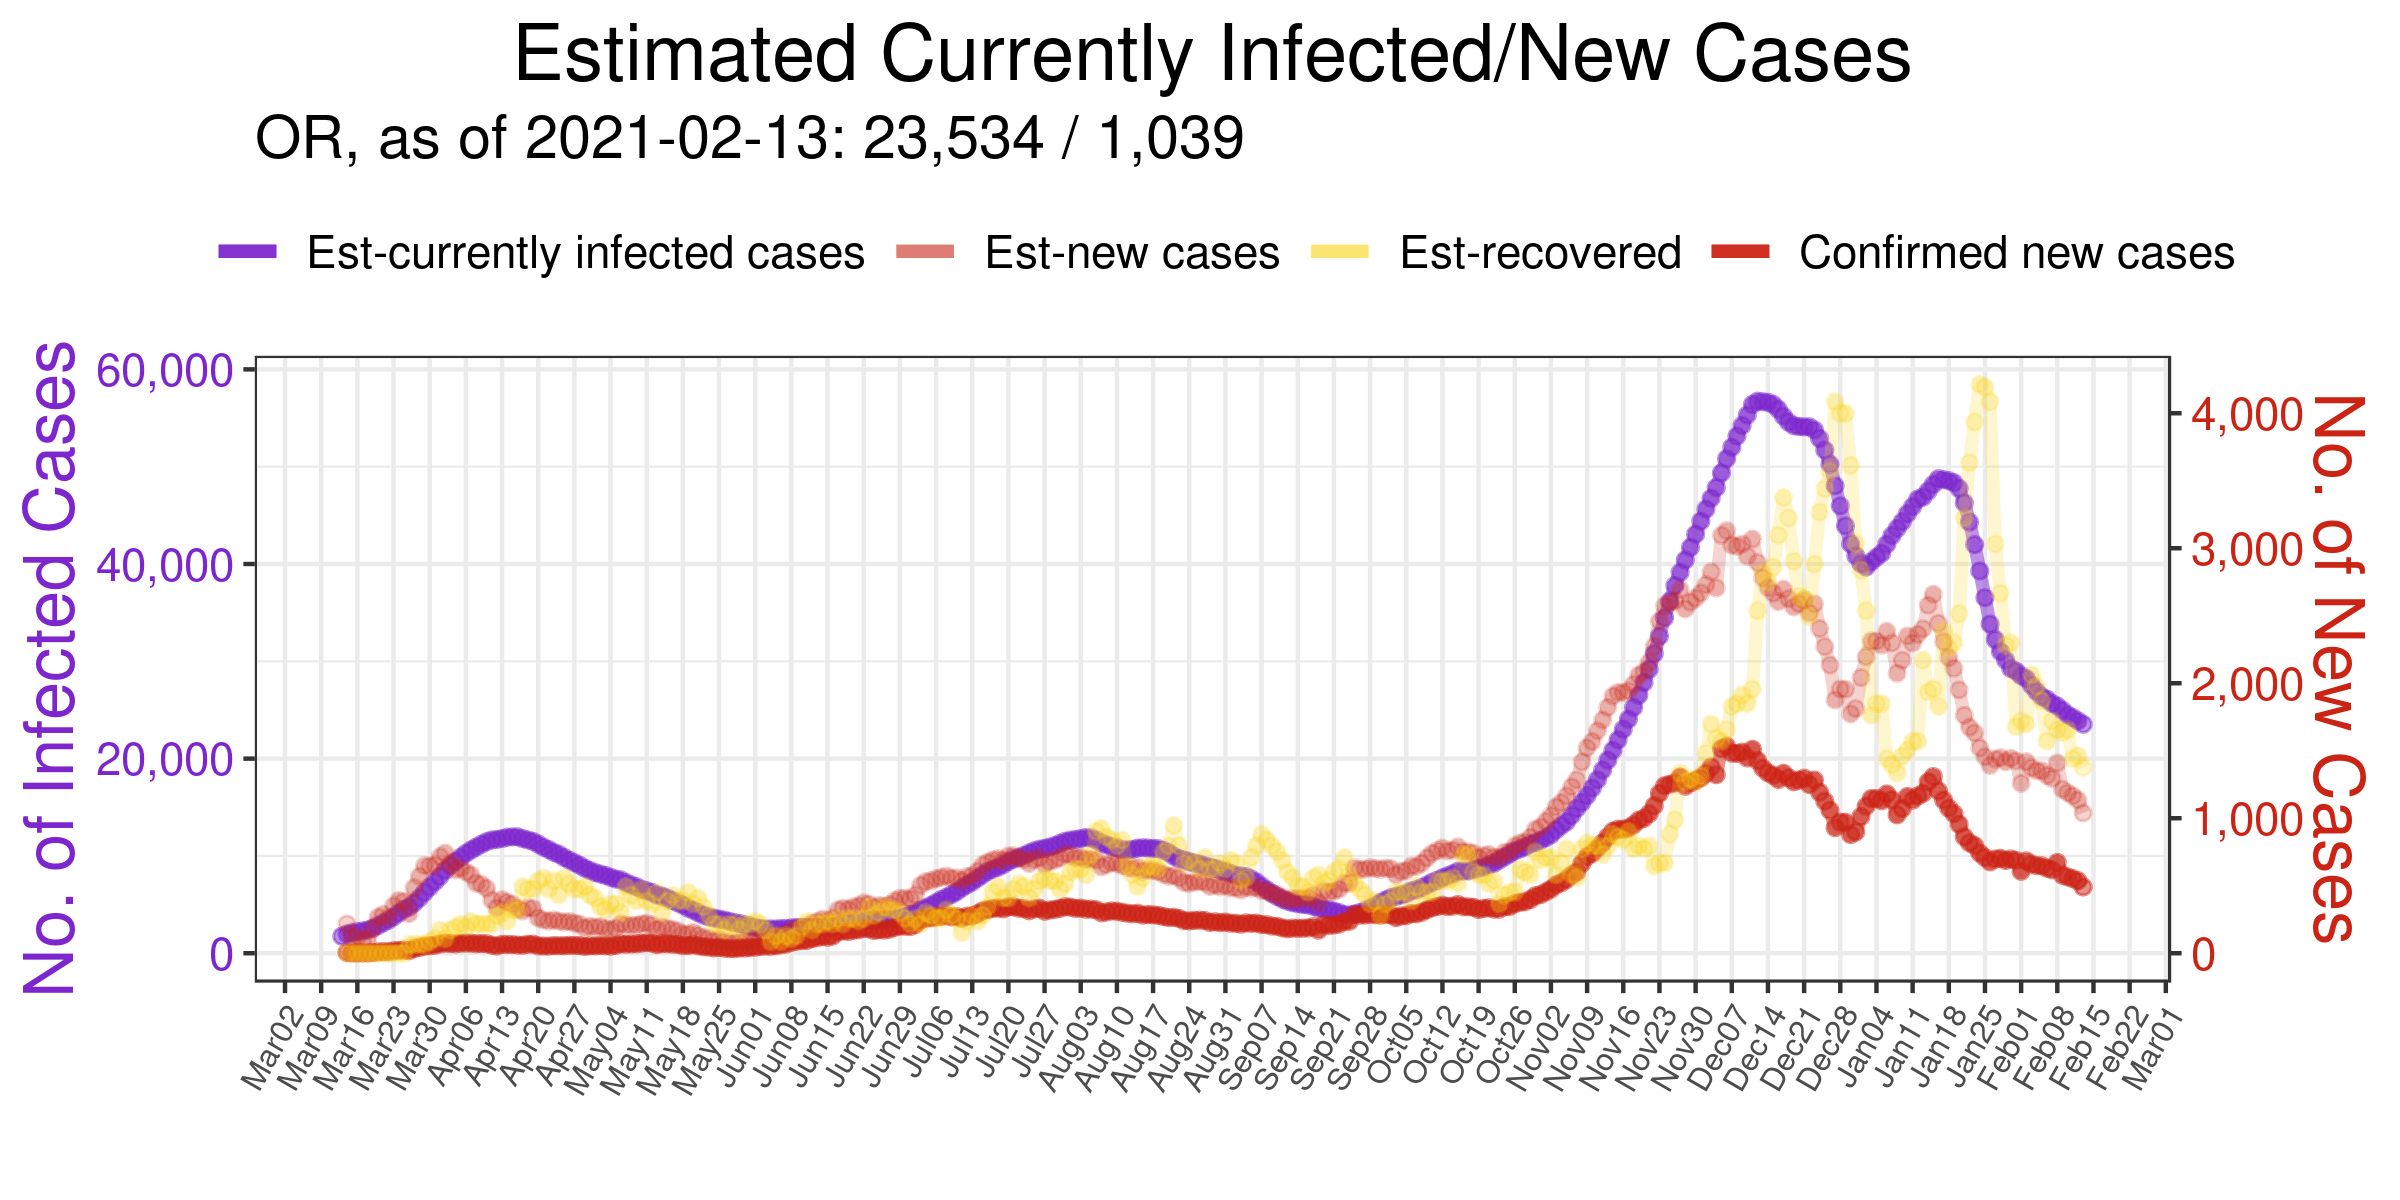 Estimated Currently Infected/New Cases
OR, as of 2021-02-13: 23,534 / 1,039
Est-currently infected cases Est-new cases Est-recovered Confirmed new cases
No. of Infected Cases
60,000
40,000
20,000
0
4,000
3,000
2,000
1,000
0
No. of New Cases
Mar02 Mar09 Mar16 Mar23 Mar30 Apr06 Apr13 Apr20 Apr27 May04 May11 May18 May25 Jun01 Jun08 Jun15 Jun22 Jun29 Jul06 Jul13 Jul20 Jul27 Aug03 Aug10 Aug17 Aug24 Aug31 Sep07 Sep14 Sep21 Sep28 Oct05 Oct12 Oct19 Oct26 Nov02 Nov09 Nov16 Nov23 Nov30 Dec07 Dec14 Dec21 Dec28 Jan04 Jan11 Jan18 Jan25 Feb01 Feb08 Feb15 Feb22 Mar01